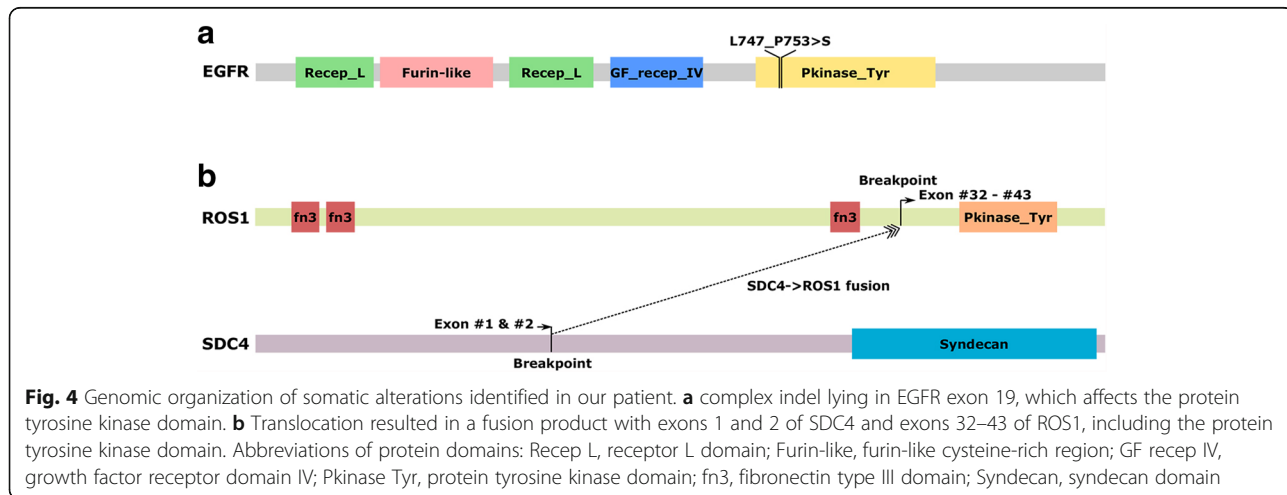 a
L747_P753>S
EGFR
Recep_L
Furin-like
Recep_L
GF_recep_IV
Pkinase_Tyr
b
Breakpoint
Exon #32 - #43
ROS1
fn3
fn3
fn3
Pkinase_Tyr
SDC4->ROS1 fusion
Exon #1 & #2
SDC4
Syndecan
Breakpoint
Fig. 4 Genomic organization of somatic alterations identified in our patient. a complex indel lying in EGFR exon 19, which affects the protein
tyrosine kinase domain. b Translocation resulted in a fusion product with exons 1 and 2 of SDC4 and exons 32–43 of ROS1, including the protein
tyrosine kinase domain. Abbreviations of protein domains: Recep L, receptor L domain; Furin-like, furin-like cysteine-rich region; GF recep IV,
growth factor receptor domain IV; Pkinase Tyr, protein tyrosine kinase domain; fn3, fibronectin type III domain; Syndecan, syndecan domain